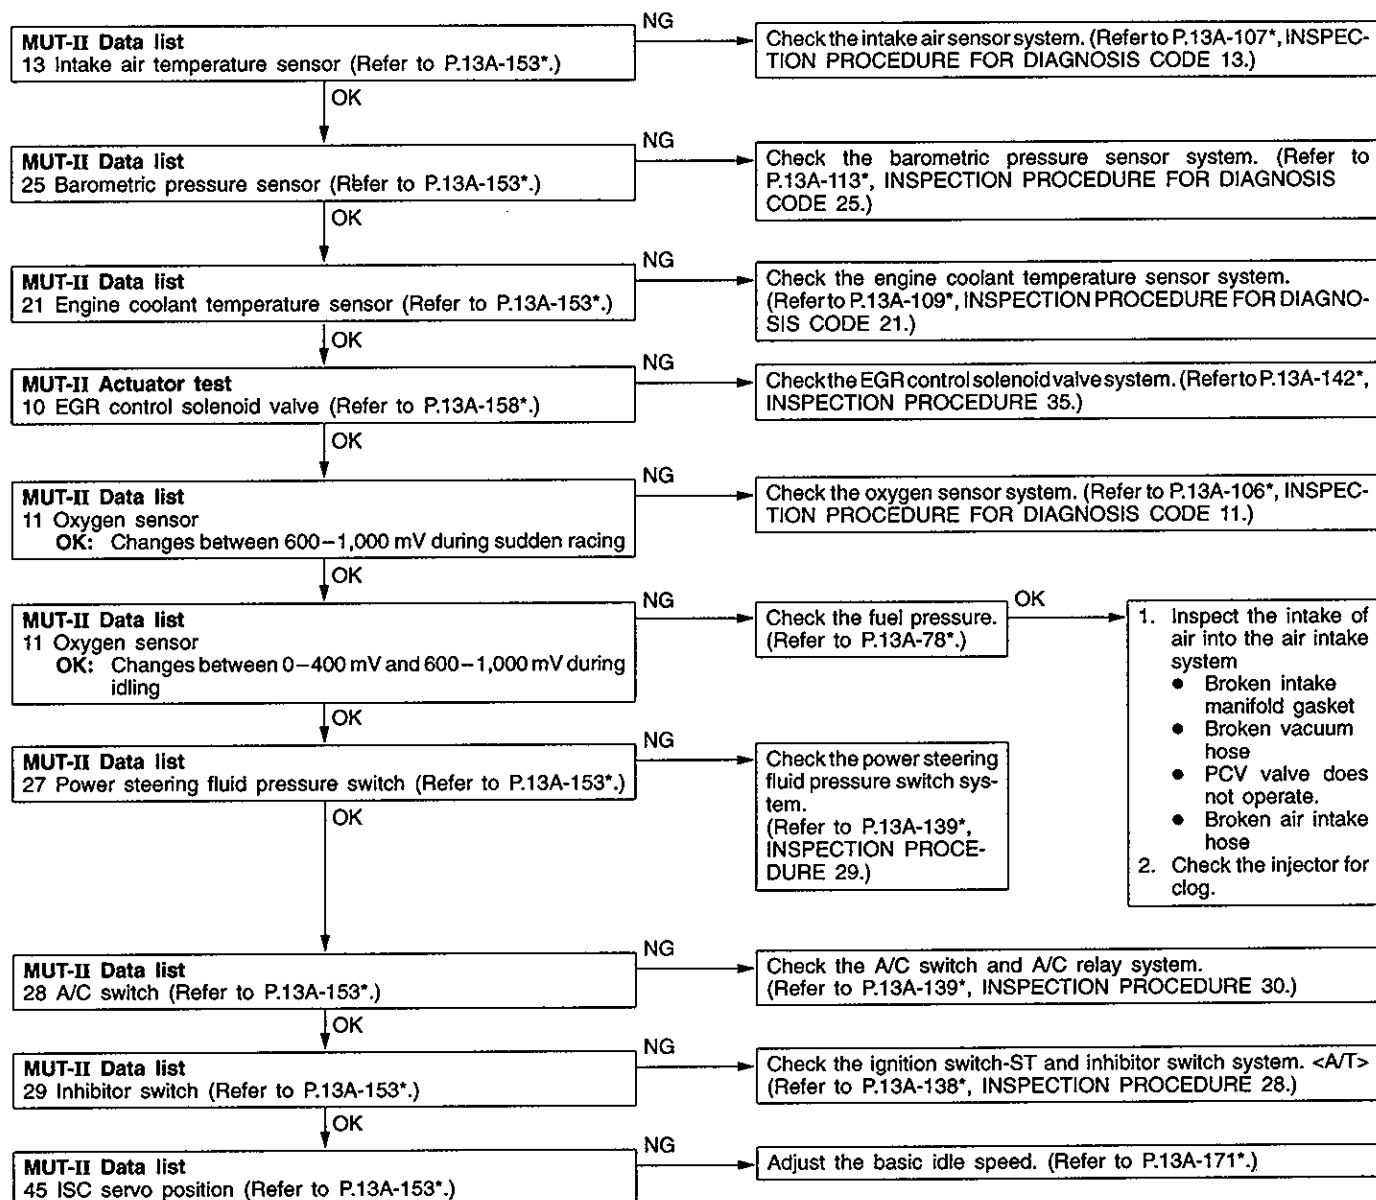 MUT-II Data list
13 Intake air temperature sensor (Refer to P.13A-153*.)
NG
Check the intake air sensor system. (Refer to P.13A-107*, INSPEC-
TION PROCEDURE FOR DIAGNOSIS CODE 13.)
OK
MUT-II Data list
25 Barometric pressure sensor (Refer to P.13A-153*.)
NG
Check the barometric pressure sensor system. (Refer to
P.13A-113*, INSPECTION PROCEDURE FOR DIAGNOSIS
CODE 25.)
OK
MUT-II Data list
21 Engine coolant temperature sensor (Refer to P.13A-153*.)
NG
Check the engine coolant temperature sensor system.
(Refer to P.13A-109*, INSPECTION PROCEDURE FOR DIAGNO-
SIS CODE 21.)
OK
MUT-II Actuator test
10 EGR control solenoid valve (Refer to P.13A-158*.)
NG
Check the EGR control solenoid valve system. (Refer to P.13A-142*,
INSPECTION PROCEDURE 35.)
OK
MUT-II Data list
11 Oxygen sensor
OK: Changes between 600–1,000 mV during sudden racing
NG
Check the oxygen sensor system. (Refer to P.13A-106*, INSPEC-
TION PROCEDURE FOR DIAGNOSIS CODE 11.)
OK
MUT-II Data list
11 Oxygen sensor
OK: Changes between 0–400 mV and 600–1,000 mV during
idling
NG
Check the fuel pressure.
(Refer to P.13A-78*.)
OK
1. Inspect the intake of
air into the air intake
system
● Broken intake
manifold gasket
● Broken vacuum
hose
● PCV valve does
not operate.
● Broken air intake
hose
2. Check the injector for
clog.
OK
MUT-II Data list
27 Power steering fluid pressure switch (Refer to P.13A-153*.)
NG
Check the power steering
fluid pressure switch sys-
tem.
(Refer to P.13A-139*,
INSPECTION PROCE-
DURE 29.)
OK
MUT-II Data list
28 A/C switch (Refer to P.13A-153*.)
NG
Check the A/C switch and A/C relay system.
(Refer to P.13A-139*, INSPECTION PROCEDURE 30.)
OK
MUT-II Data list
29 Inhibitor switch (Refer to P.13A-153*.)
NG
Check the ignition switch-ST and inhibitor switch system. <A/T>
(Refer to P.13A-138*, INSPECTION PROCEDURE 28.)
OK
MUT-II Data list
45 ISC servo position (Refer to P.13A-153*.)
NG
Adjust the basic idle speed. (Refer to P.13A-171*.)